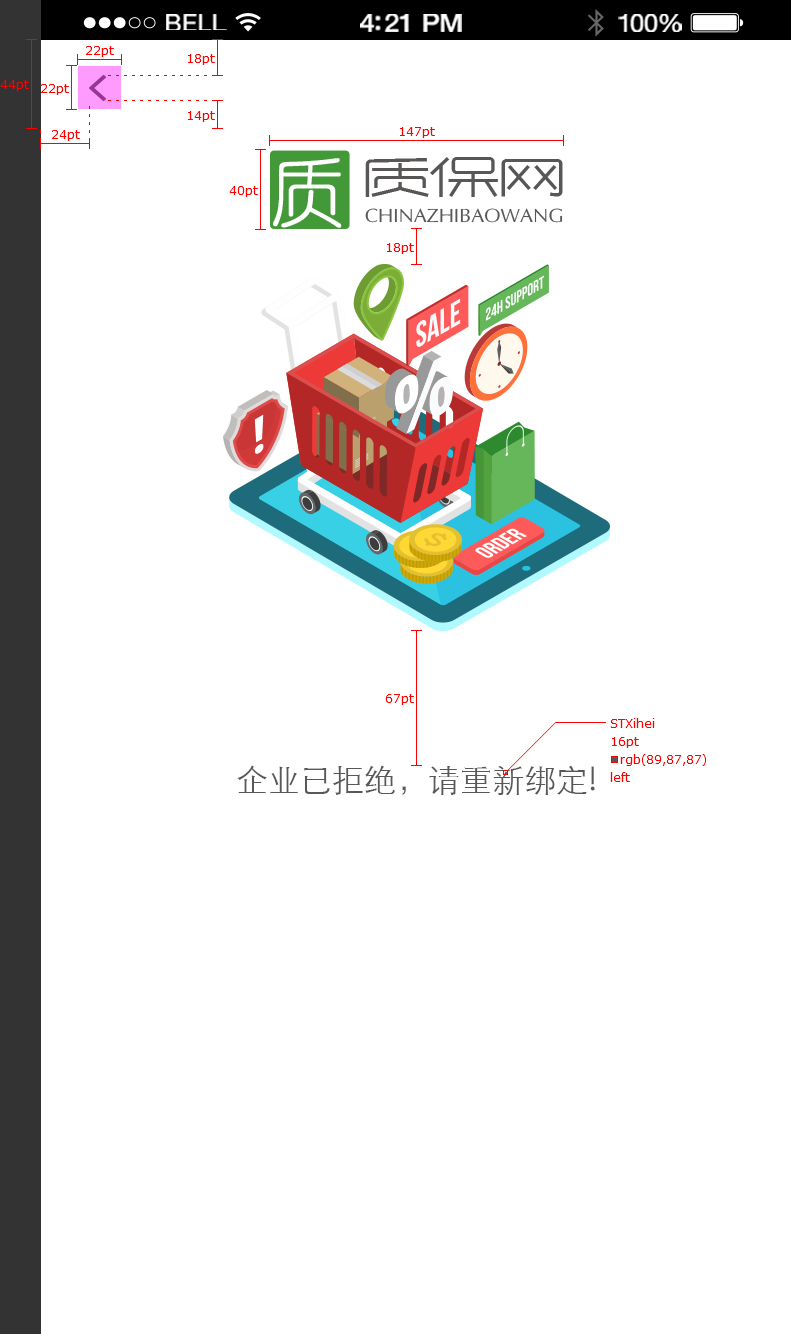 BELL 4:21 PM 100%
22pt
18pt
44pt
22pt
14pt
24pt
147pt
40pt
质 质保网
CHINAZHIBAOWANG
18pt
SALE
24H SUPPORT
%
!
$
ORDER
67pt
STXihei
16pt
rgb(89,87,87)
left
企业已拒绝，请重新绑定!